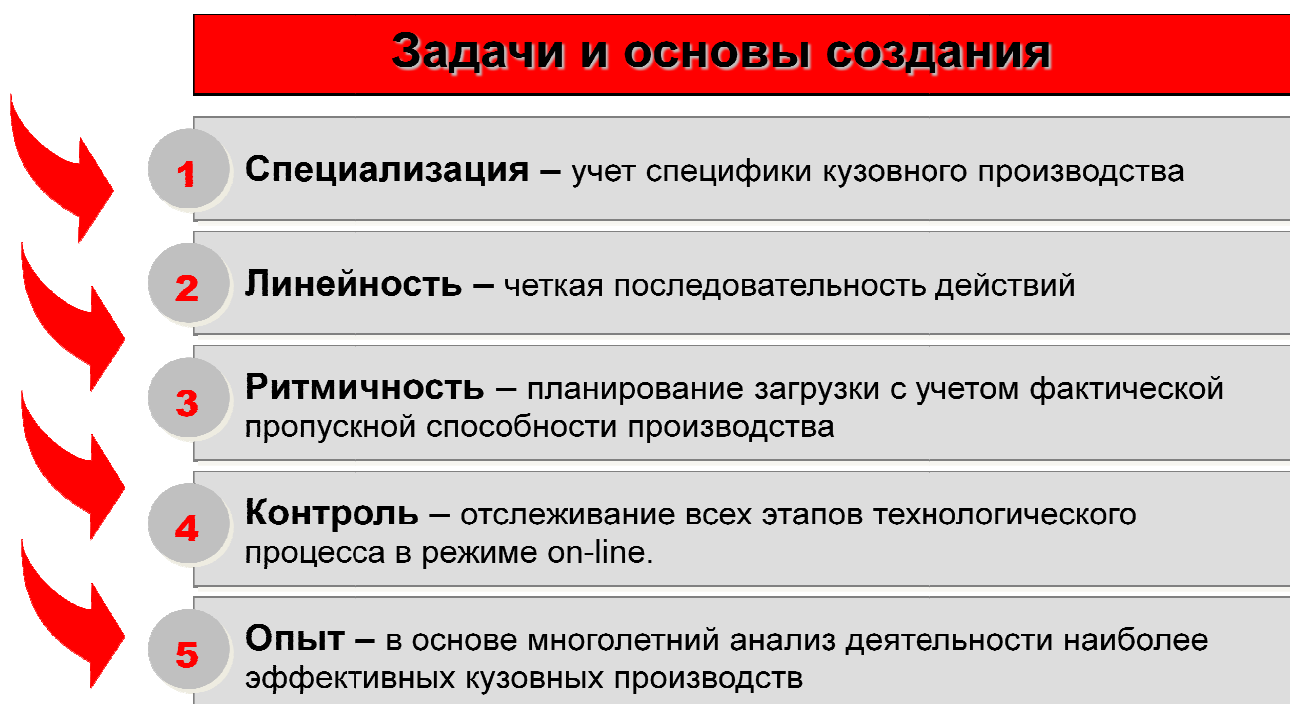 Задачи и основы создания
1 Специализация – учет специфики кузовного производства
2 Линейность – четкая последовательность действий
3 Ритмичность – планирование загрузки с учетом фактической
пропускной способности производства
4 Контроль – отслеживание всех этапов технологического
процесса в режиме on-line.
5 Опыт – в основе многолетний анализ деятельности наиболее
эффективных кузовных производств